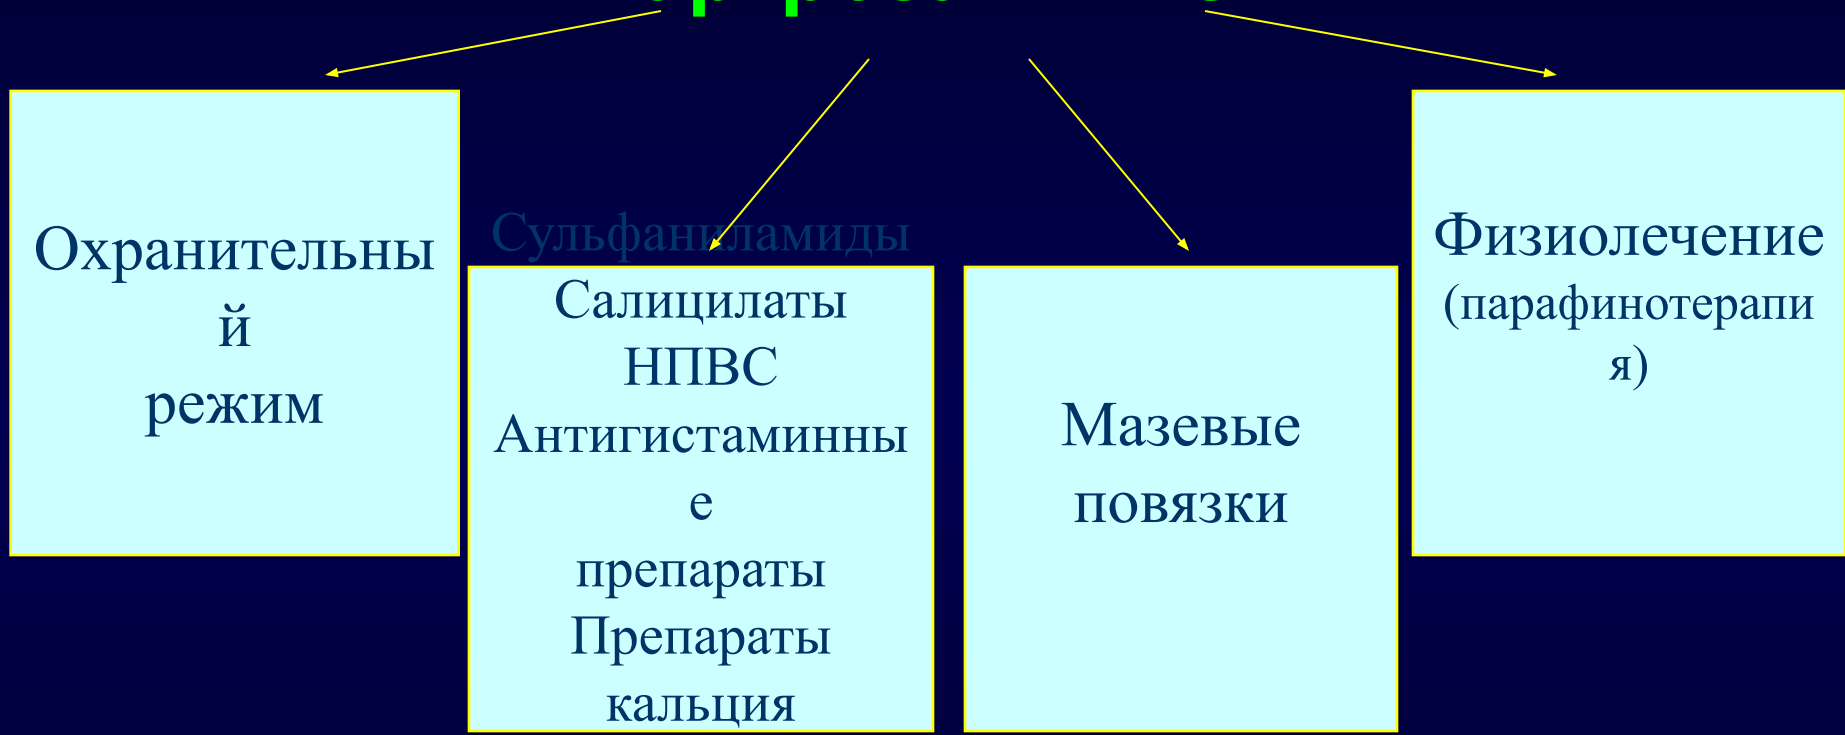 Охранительны
й
режим
Сульфаниламиды
Салицилаты
НПВС
Антигистаминны
е
препараты
Препараты
кальция
Мазевые
повязки
Физиолечение
(парафинотерапи
я)